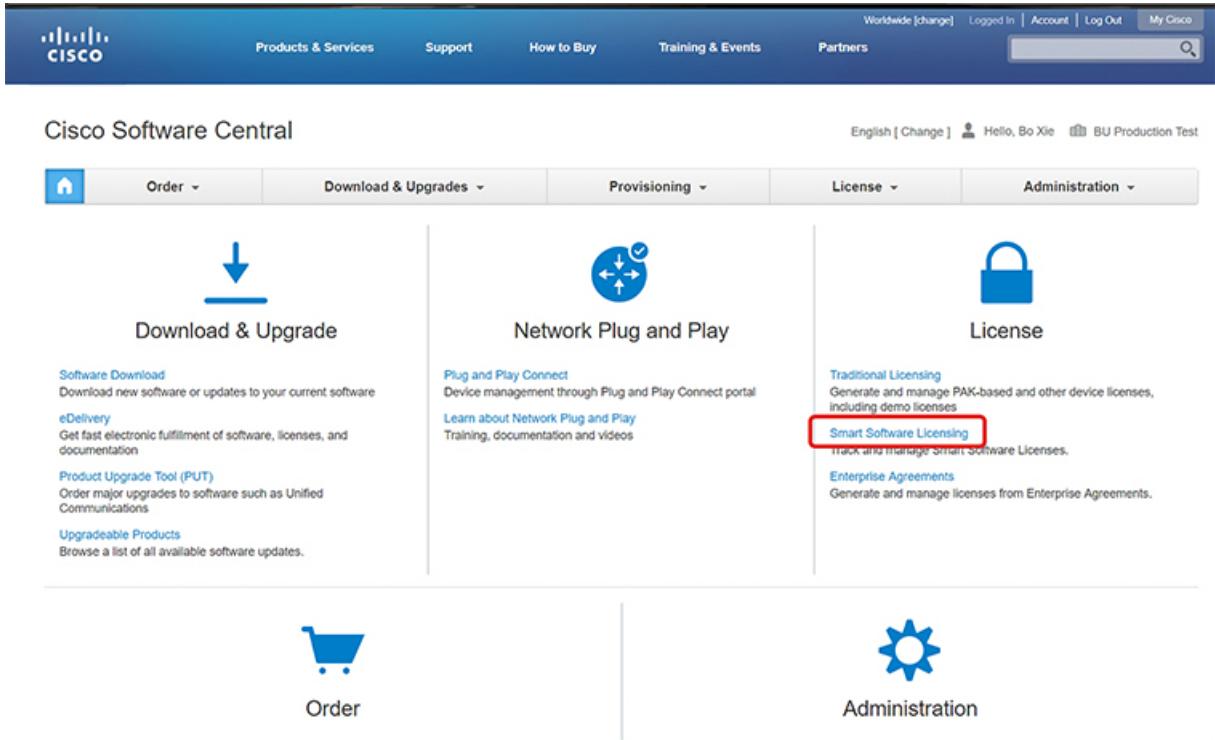 Worldwide [change] Logged In | Account | Log Out My Cisco
CISCO
Products & Services Support How to Buy Training & Events Partners
Cisco Software Central
English [ Change ] Hello, Bo Xie BU Production Test
Order Download & Upgrades Provisioning License Administration
Download & Upgrade
Software Download
Download new software or updates to your current software
eDelivery
Get fast electronic fulfillment of software, licenses, and
documentation
Product Upgrade Tool (PUT)
Order major upgrades to software such as Unified
Communications
Upgradeable Products
Browse a list of all available software updates.
Network Plug and Play
Plug and Play Connect
Device management through Plug and Play Connect portal
Learn about Network Plug and Play
Training, documentation and videos
License
Traditional Licensing
Generate and manage PAK-based and other device licenses,
including demo licenses
Smart Software Licensing
Track and manage Smart Software Licenses.
Enterprise Agreements
Generate and manage licenses from Enterprise Agreements.
Order
Administration